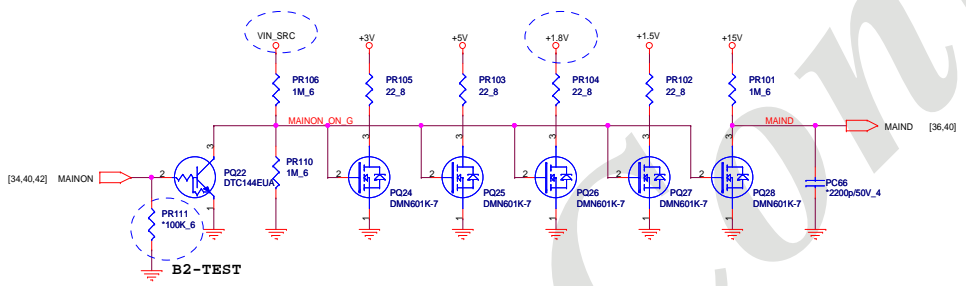 VIN_SRC +3V +5V +1.8V +1.5V +15V
PR106 PR105 PR103 PR104 PR102 PR101
1M_6 22_8 22_8 22_8 22_8 1M_6
MAINON_ON_G MAIND
MAIND [36,40]
3 3 3 3 3 3
PQ22
DTC144EUA
PR110
1M_6
[34,40,42] MAINON
2 2 2 2 2 2
PQ24 PQ25 PQ26 PQ27 PQ28
DMN601K-7 DMN601K-7 DMN601K-7 DMN601K-7 DMN601K-7
PC66
*2200p/50V_4
1 1 1 1 1 1
PR111
*100K_6
B2-TEST
Con